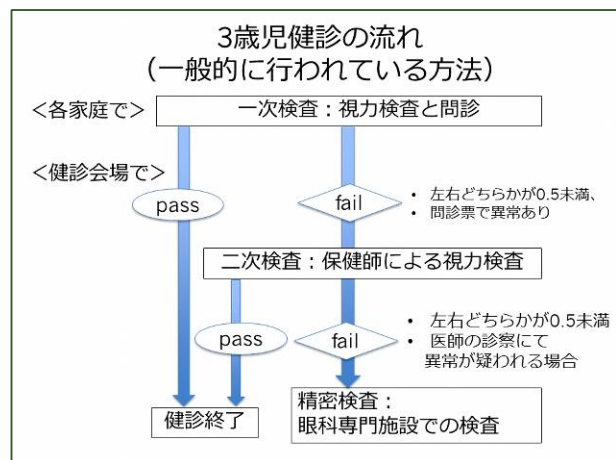 3歳児健診の流れ
（一般的に行われている方法）
＜各家庭で＞
一次検査：視力検査と問診
＜健診会場で＞
pass
fail
• 左右どちらかが0.5未満、
• 問診票で異常あり
二次検査：保健師による視力検査
pass
fail
• 左右どちらかが0.5未満
• 医師の診察にて
異常が疑われる場合
健診終了
精密検査：
眼科専門施設での検査